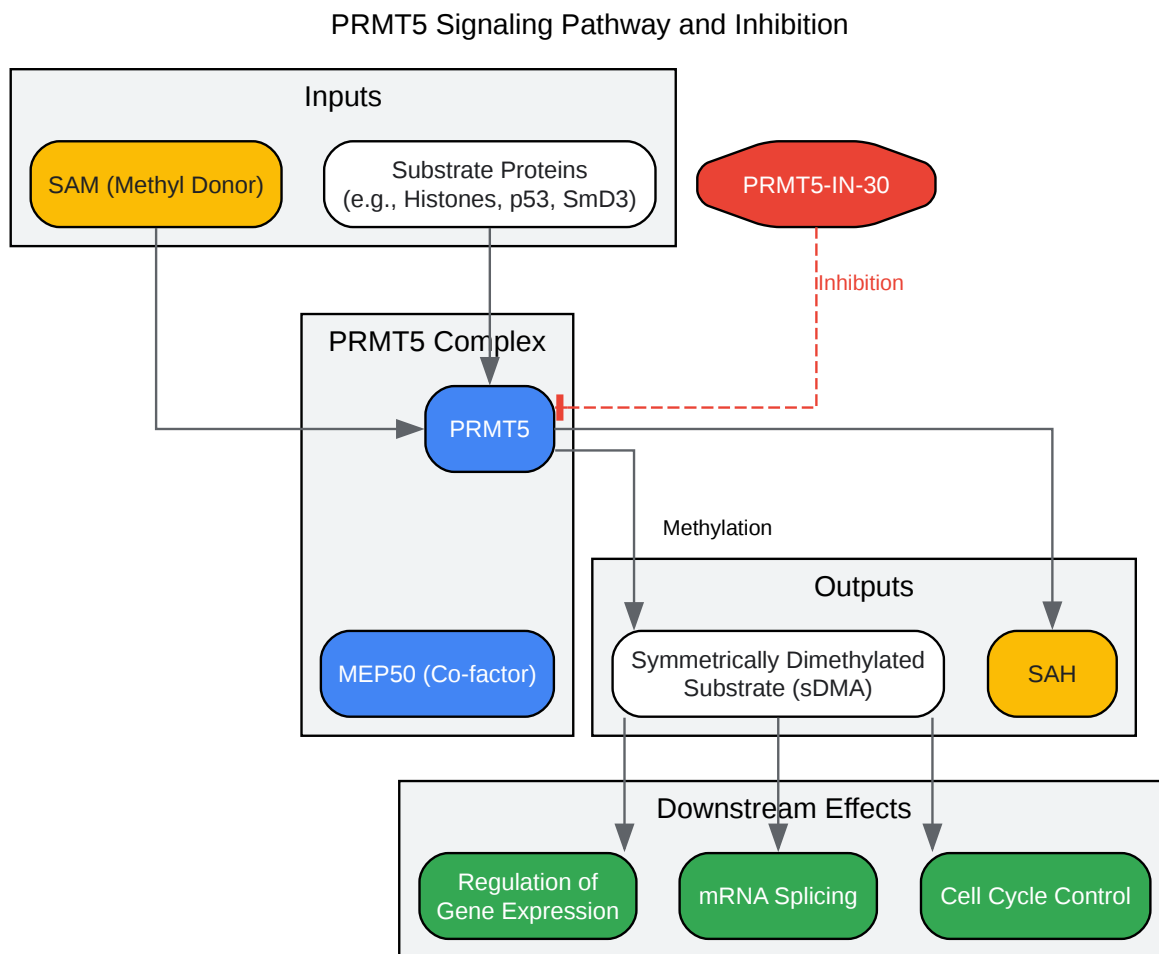 PRMT5 Signaling Pathway and Inhibition
Inputs
SAM (Methyl Donor)
Substrate Proteins
(e.g., Histones, p53, SmD3)
PRMT5-IN-30
Inhibition
PRMT5 Complex
PRMT5
Methylation
MEP50 (Co-factor)
Outputs
Symmetrically Dimethylated
Substrate (sDMA)
SAH
Downstream Effects
Regulation of
Gene Expression
mRNA Splicing
Cell Cycle Control